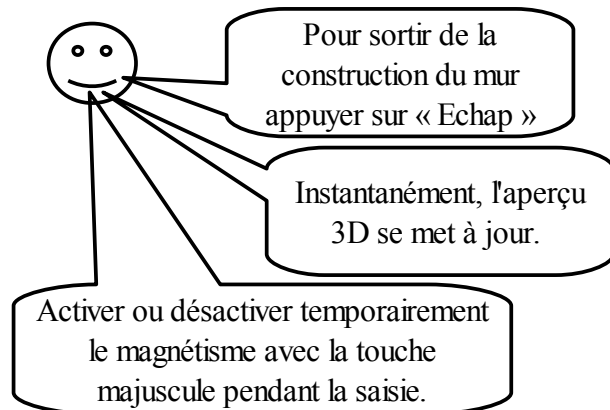 Pour sortir de la
construction du mur
appuyer sur « Echap »
Instantanément, l'aperçu
3D se met à jour.
Activer ou désactiver temporairement
le magnétisme avec la touche
majuscule pendant la saisie.